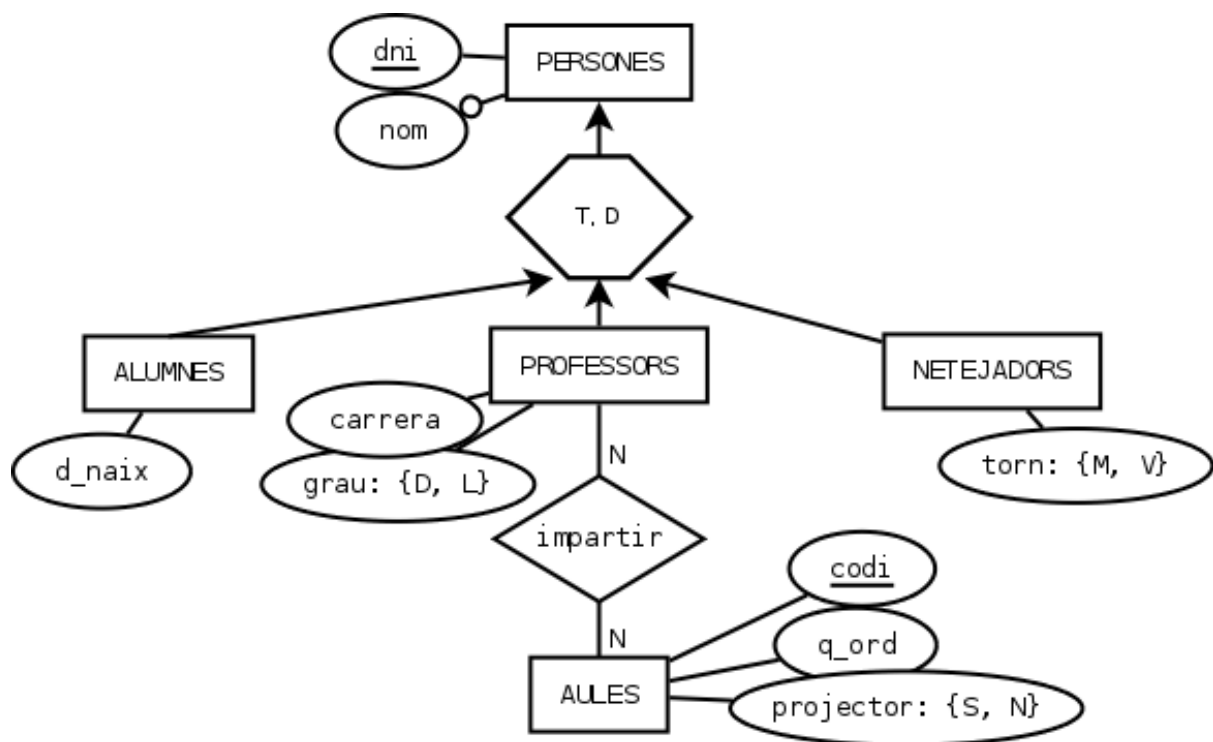 dni
PERSONES
nom
T, D
ALUMNES
PROFESSORS
NETEJADORS
carrera
d_naix
grau: {D, L}
N
torn: {M, V}
impartir
codi
N
q_ord
AULES
projector: {S, N}